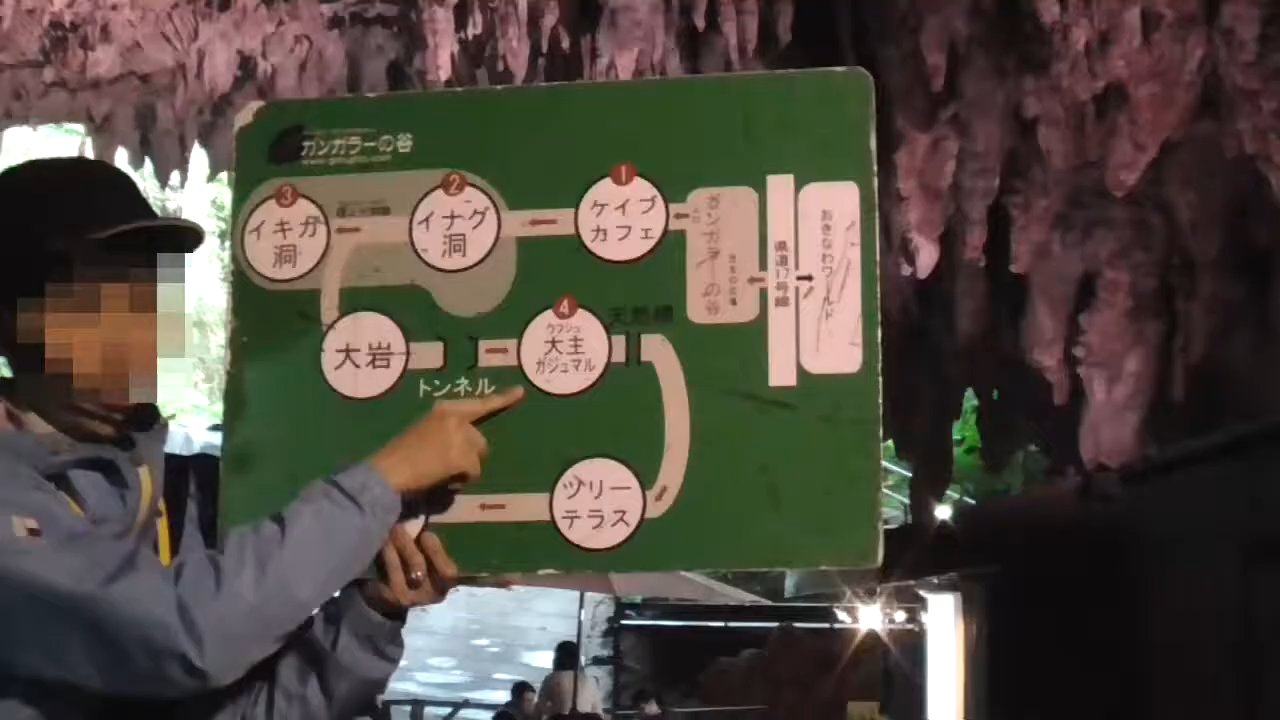 ガンガラーの谷
3
イキガ
洞
2
イナグ
洞
1
ケイブ
カフェ
ガンガラーの谷
県道17号線
おきなわワールド
大岩
トンネル
4
ウフシュ
大主
ガジュマル
天然橋
ツリー
テラス